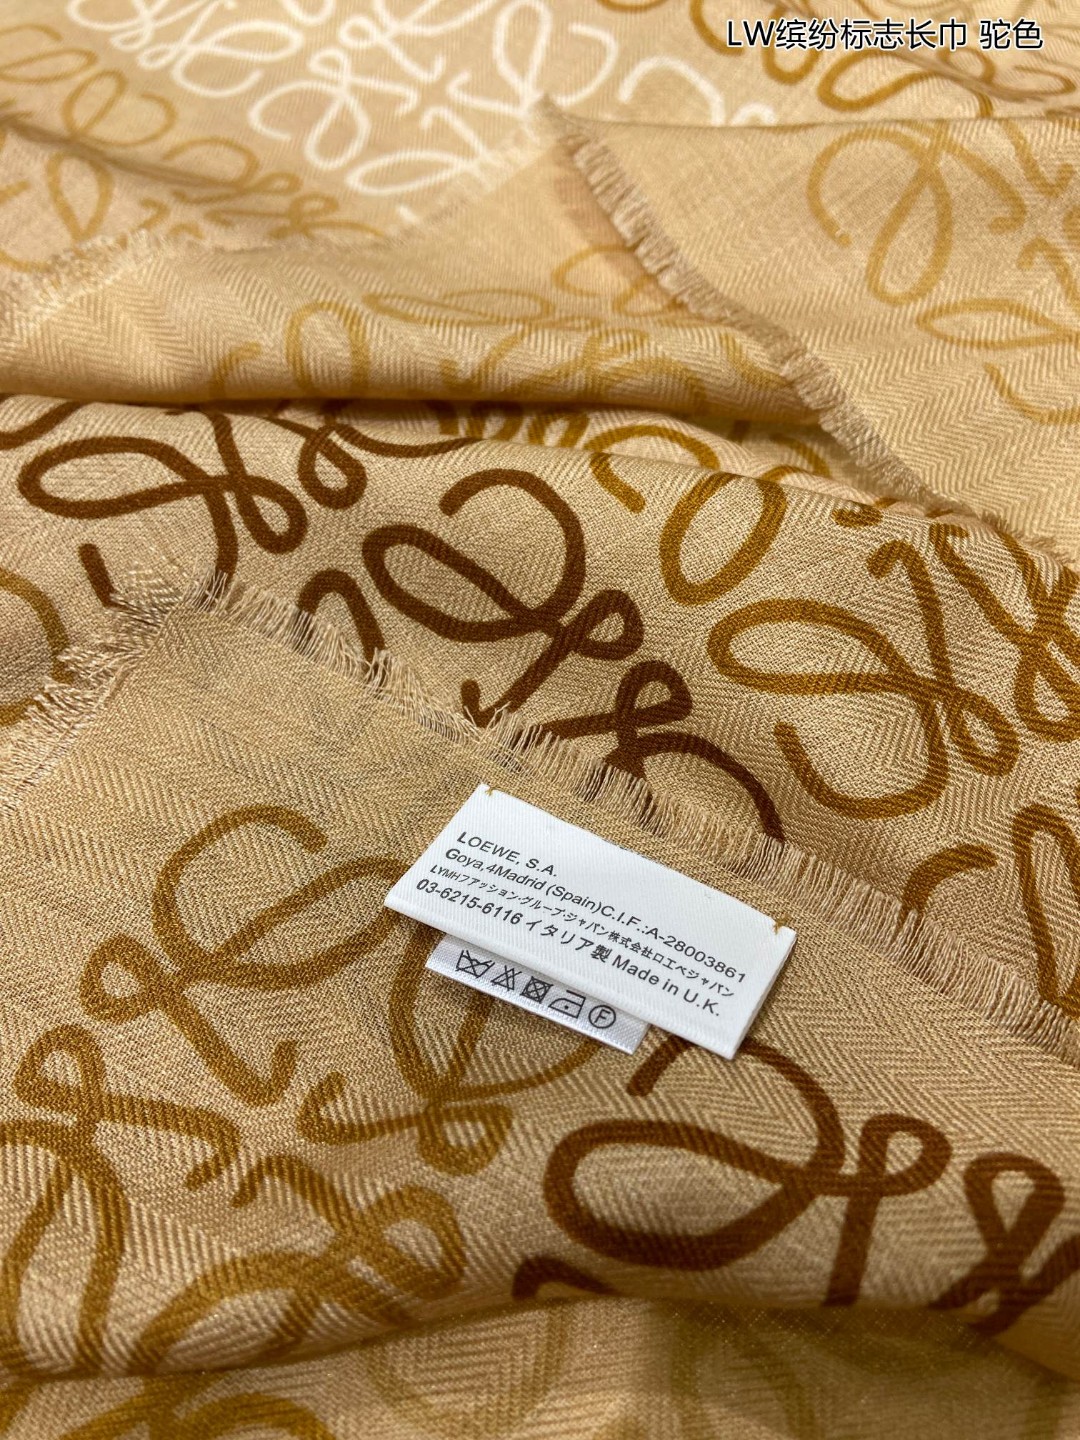 LW缤纷标志长巾 驼色
LOEWE, S.A.
Goya,4Madrid (Spain)C.I.F.:A-28003861
LYMHファッション·グループ·ジャパン株式会社ロエベジャパン
03-6215-6116 イタリア製 Made in U.K.
F